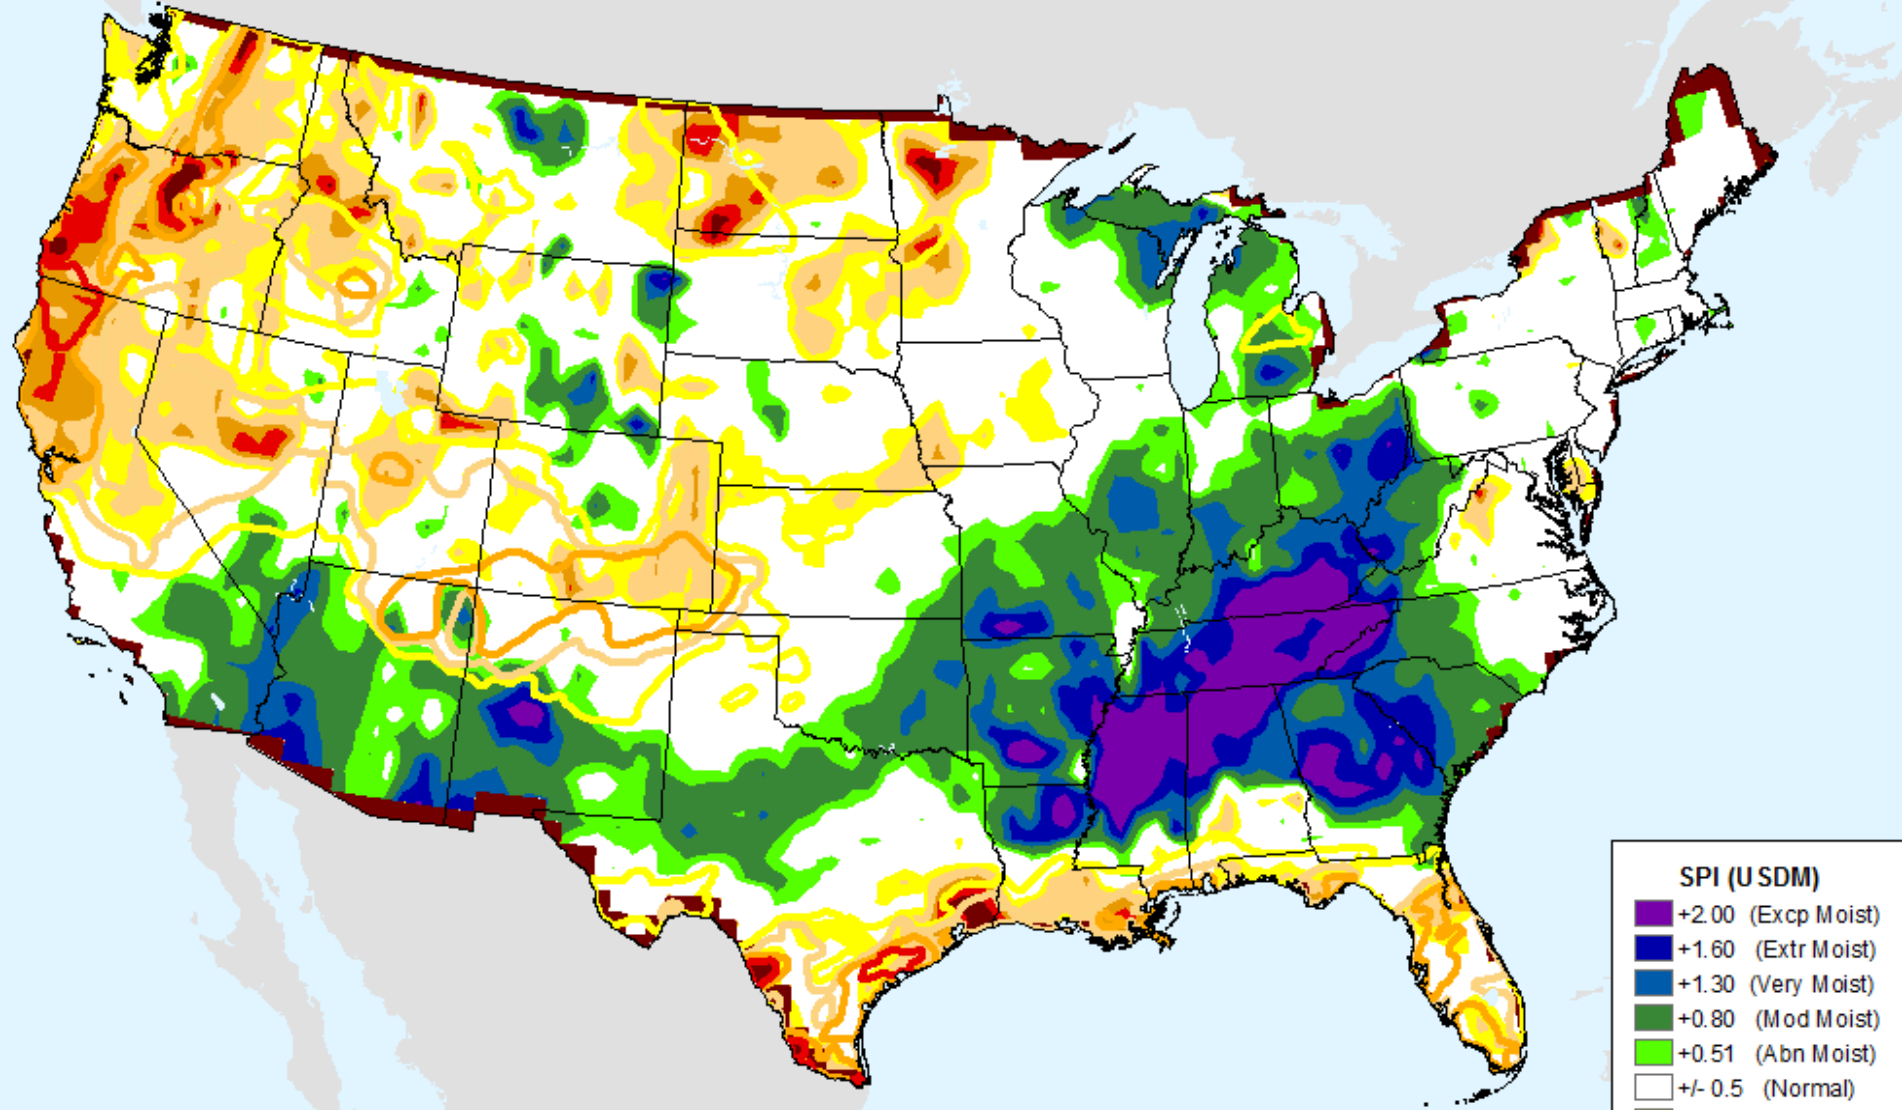 SPI (USDM)
+2.00 (Excp Moist)
+1.60 (Extr Moist)
+1.30 (Very Moist)
+0.80 (Mod Moist)
+0.51 (Abn Moist)
+/- 0.5 (Normal)